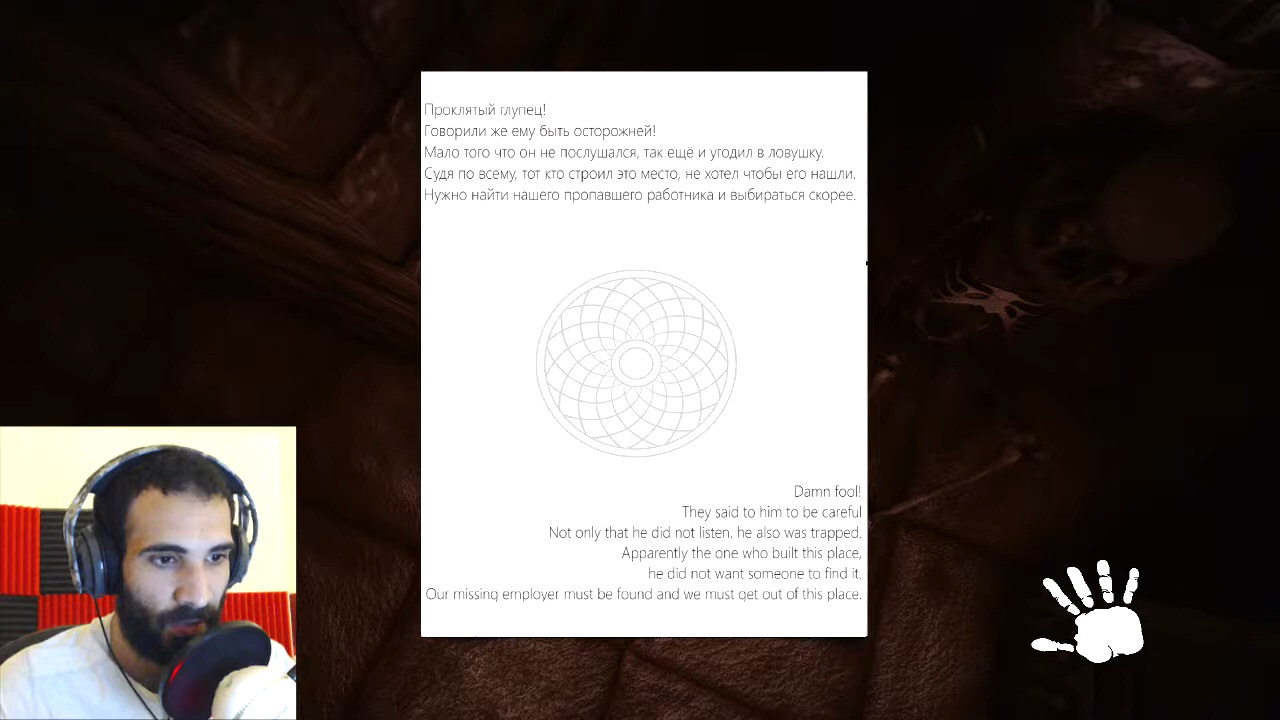 Проклятый глупец!
Говорили же ему быть осторожней!
Мало того что он не послушался, так ещё и угодил в ловушку.
Судя по всему, тот кто строил это место, не хотел чтобы его нашли.
Нужно найти нашего пропавшего работника и выбираться скорее.
Damn fool!
They said to him to be careful
Not only that he did not listen, he also was trapped.
Apparently the one who built this place,
he did not want someone to find it.
Our missing employer must be found and we must get out of this place.